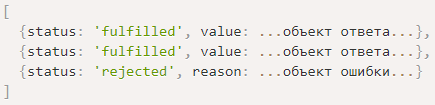 [
  {status: 'fulfilled', value: ...объект ответа...},
  {status: 'fulfilled', value: ...объект ответа...},
  {status: 'rejected', reason: ...объект ошибки...}
]